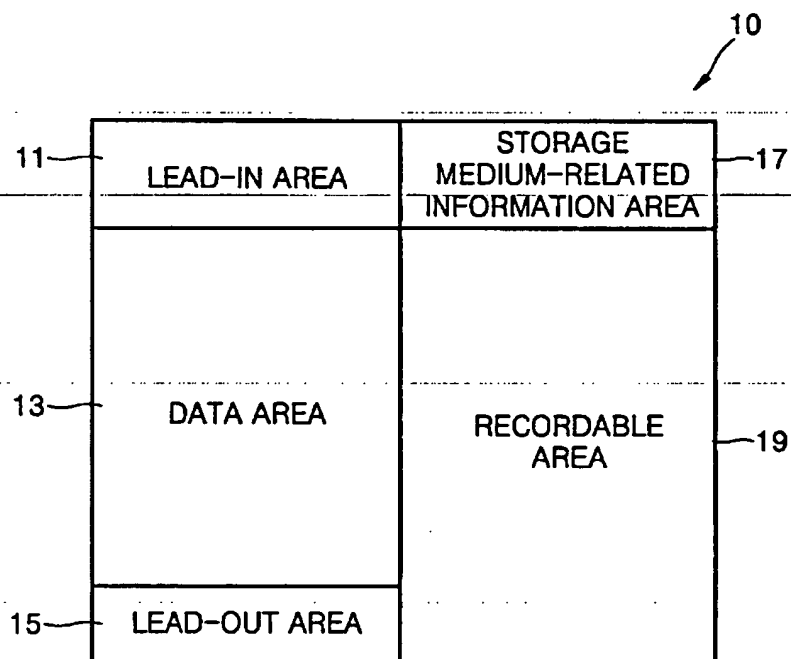 10
11
LEAD-IN AREA
STORAGE
MEDIUM-RELATED
INFORMATION AREA
17
13
DATA AREA
RECORDABLE
AREA
19
15
LEAD-OUT AREA